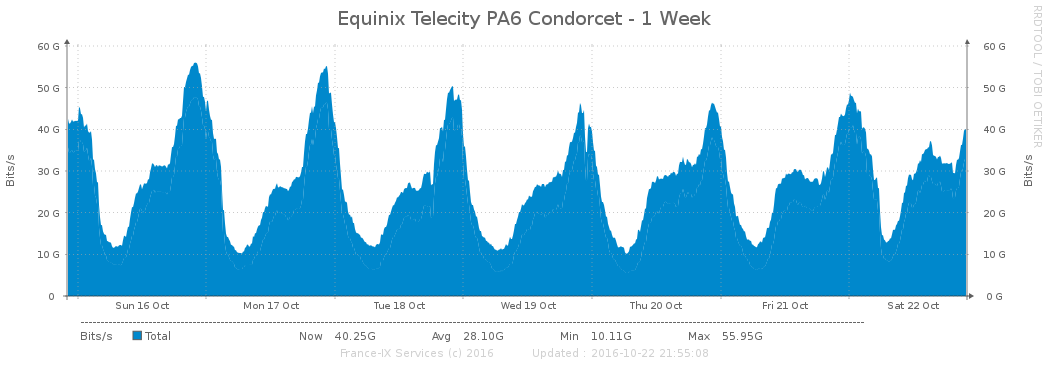 Equinix Telecity PA6 Condorcet - 1 Week
RRDTOOL / TOBI OETIKER
Bits/s
60 G 60 G
50 G 50 G
40 G 40 G
30 G 30 G
20 G 20 G
10 G 10 G
0 0 G
Bits/s
Sun 16 Oct Mon 17 Oct Tue 18 Oct Wed 19 Oct Thu 20 Oct Fri 21 Oct Sat 22 Oct
Bits/s Total Now 40.25G Avg 28.10G Min 10.11G Max 55.95G
France-IX Services (c) 2016 Updated : 2016-10-22 21:55:08